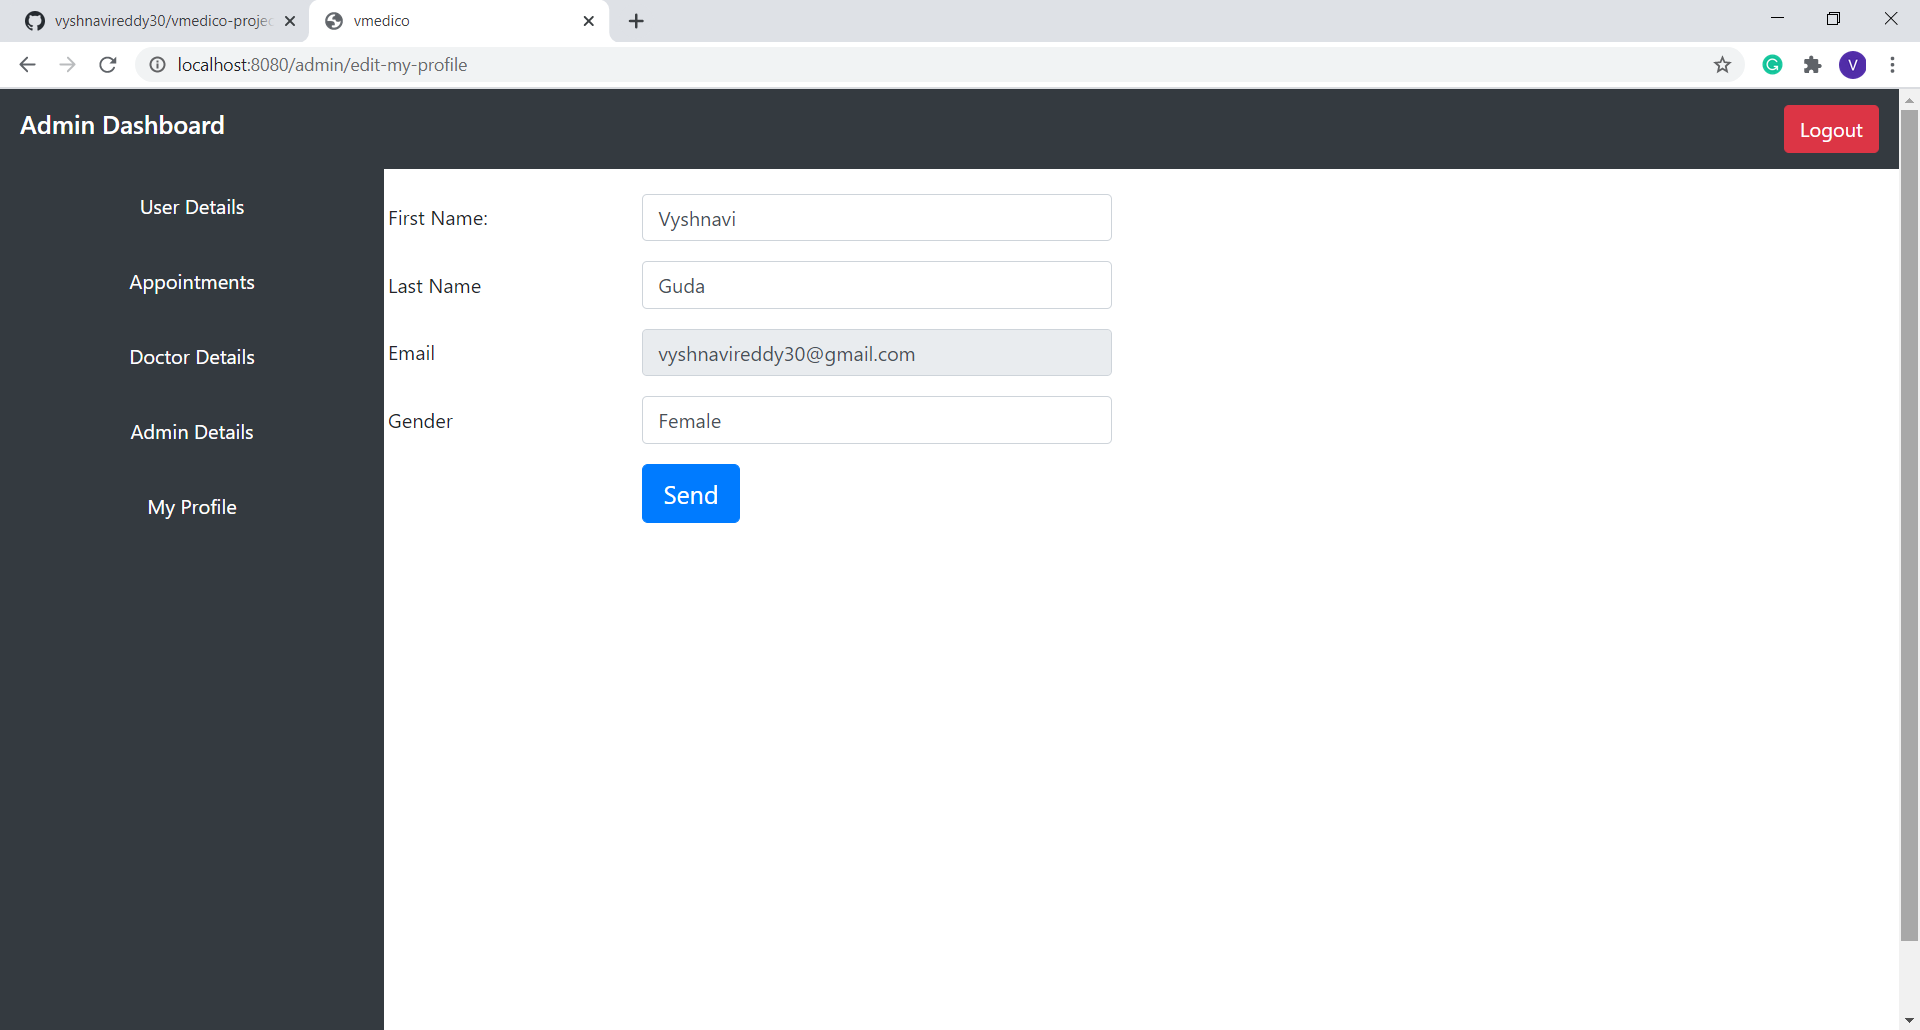 vyshnavireddy30/vmedico-projec
vmedico
localhost:8080/admin/edit-my-profile
V
Admin Dashboard
Logout
User Details
Appointments
Doctor Details
Admin Details
My Profile
First Name:
Vyshnavi
Last Name
Guda
Email
vyshnavireddy30@gmail.com
Gender
Female
Send